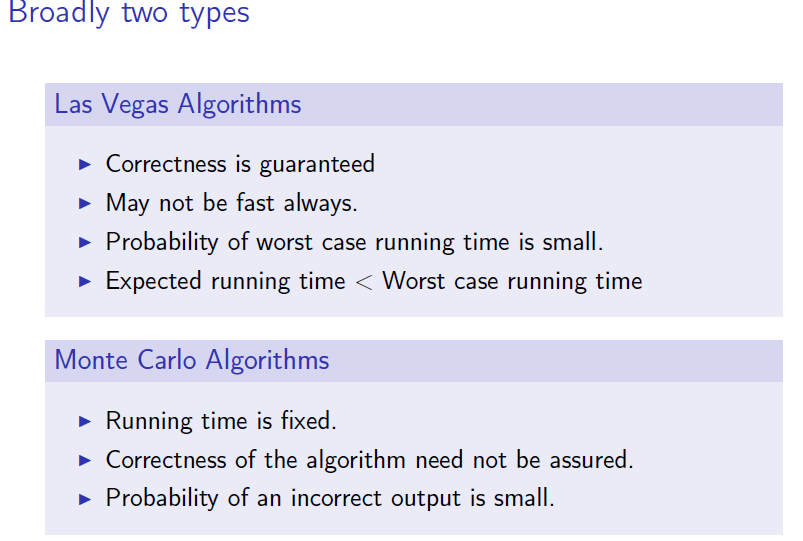 Broadly two types
Las Vegas Algorithms
▶ Correctness is guaranteed
▶ May not be fast always.
▶ Probability of worst case running time is small.
▶ Expected running time < Worst case running time
Monte Carlo Algorithms
▶ Running time is fixed.
▶ Correctness of the algorithm need not be assured.
▶ Probability of an incorrect output is small.